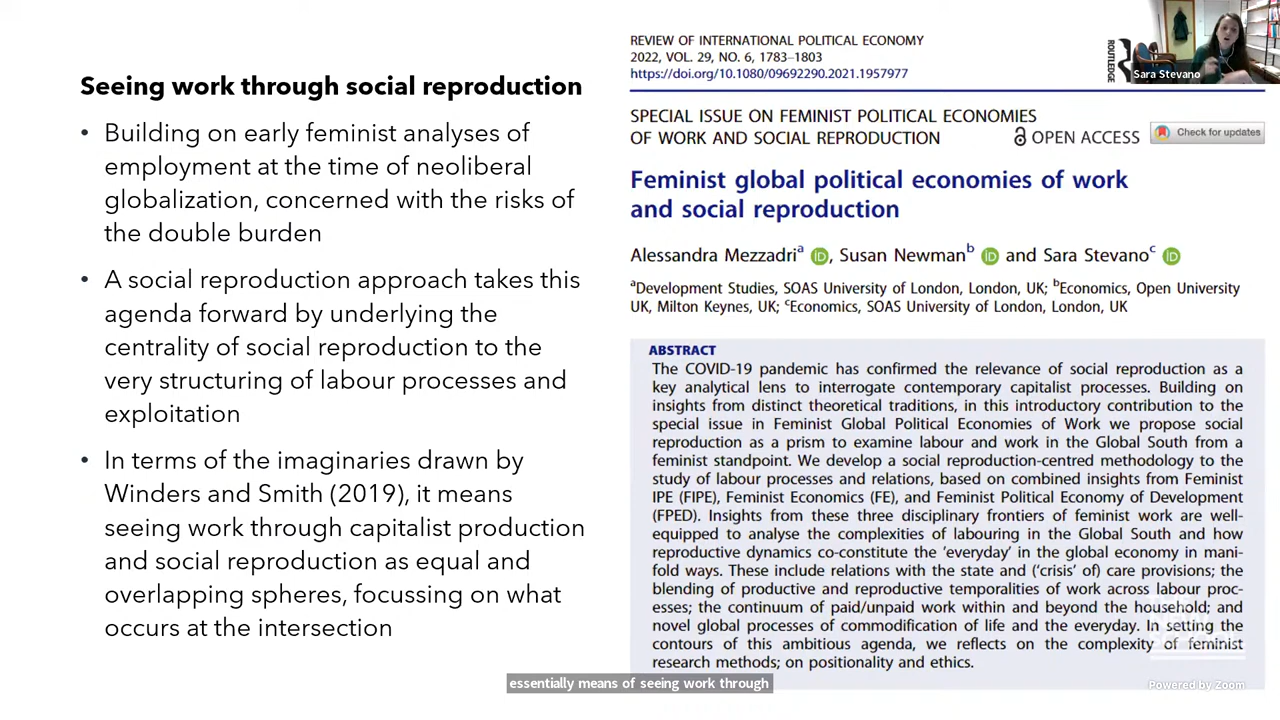 Seeing work through social reproduction
• Building on early feminist analyses of
employment at the time of neoliberal
globalization, concerned with the risks of
the double burden
• A social reproduction approach takes this
agenda forward by underlying the
centrality of social reproduction to the
very structuring of labour processes and
exploitation
• In terms of the imaginaries drawn by
Winders and Smith (2019), it means
seeing work through capitalist production
and social reproduction as equal and
overlapping spheres, focussing on what
occurs at the intersection
REVIEW OF INTERNATIONAL POLITICAL ECONOMY
2022, VOL. 29, NO. 6, 1783–1803
https://doi.org/10.1080/09692290.2021.1957977
ROUTLEDGE
Sara Stevano
SPECIAL ISSUE ON FEMINIST POLITICAL ECONOMIES
OF WORK AND SOCIAL REPRODUCTION
OPEN ACCESS
Check for updates
Feminist global political economies of work
and social reproduction
Alessandra Mezzadriᵃ iD, Susan Newmanᵇ iD and Sara Stevanoᶜ iD
ᵃDevelopment Studies, SOAS University of London, London, UK; ᵇEconomics, Open University
UK, Milton Keynes, UK; ᶜEconomics, SOAS University of London, London, UK
ABSTRACT
The COVID-19 pandemic has confirmed the relevance of social reproduction as a
key analytical lens to interrogate contemporary capitalist processes. Building on
insights from distinct theoretical traditions, in this introductory contribution to the
special issue in Feminist Global Political Economies of Work we propose social
reproduction as a prism to examine labour and work in the Global South from a
feminist standpoint. We develop a social reproduction-centred methodology to the
study of labour processes and relations, based on combined insights from Feminist
IPE (FIPE), Feminist Economics (FE), and Feminist Political Economy of Development
(FPED). Insights from these three disciplinary frontiers of feminist work are well-
equipped to analyse the complexities of labouring in the Global South and how
reproductive dynamics co-constitute the 'everyday' in the global economy in mani-
fold ways. These include relations with the state and ('crisis' of) care provisions; the
blending of productive and reproductive temporalities of work across labour proc-
esses; the continuum of paid/unpaid work within and beyond the household; and
novel global processes of commodification of life and the everyday. In setting the
contours of this ambitious agenda, we reflects on the complexity of feminist
research methods; on positionality and ethics.
essentially means of seeing work through
Powered by Zoom